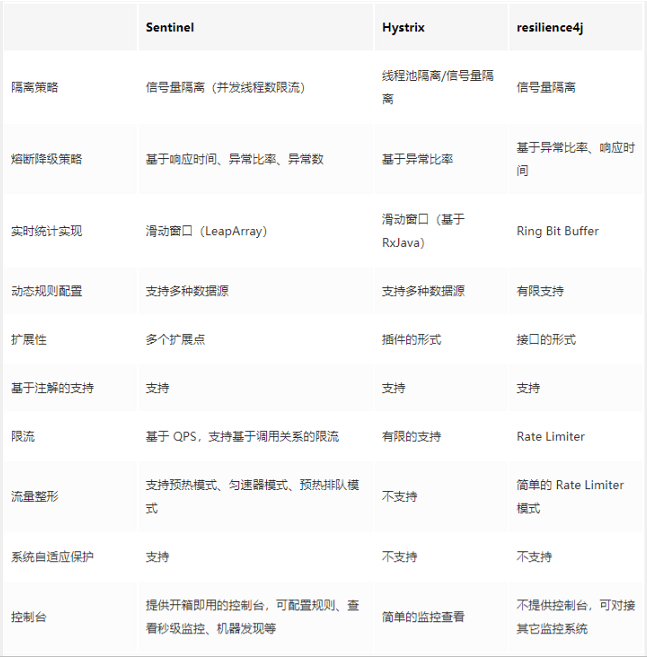 Sentinel Hystrix resilience4j
隔离策略 信号量隔离（并发线程数限流） 线程池隔离/信号量隔 信号量隔离
离
熔断降级策略 基于响应时间、异常比率、异常数 基于异常比率 基于异常比率、响应时
间
实时统计实现 滑动窗口（LeapArray） 滑动窗口（基于 Ring Bit Buffer
RxJava）
动态规则配置 支持多种数据源 支持多种数据源 有限支持
扩展性 多个扩展点 插件的形式 接口的形式
基于注解的支持 支持 支持 支持
限流 基于 QPS，支持基于调用关系的限流 有限的支持 Rate Limiter
流量整形 支持预热模式、匀速器模式、预热排队模 不支持 简单的 Rate Limiter
式 模式
系统自适应保护 支持 不支持 不支持
控制台 提供开箱即用的控制台，可配置规则、查 简单的监控查看 不提供控制台，可对接
看秒级监控、机器发现等 其它监控系统